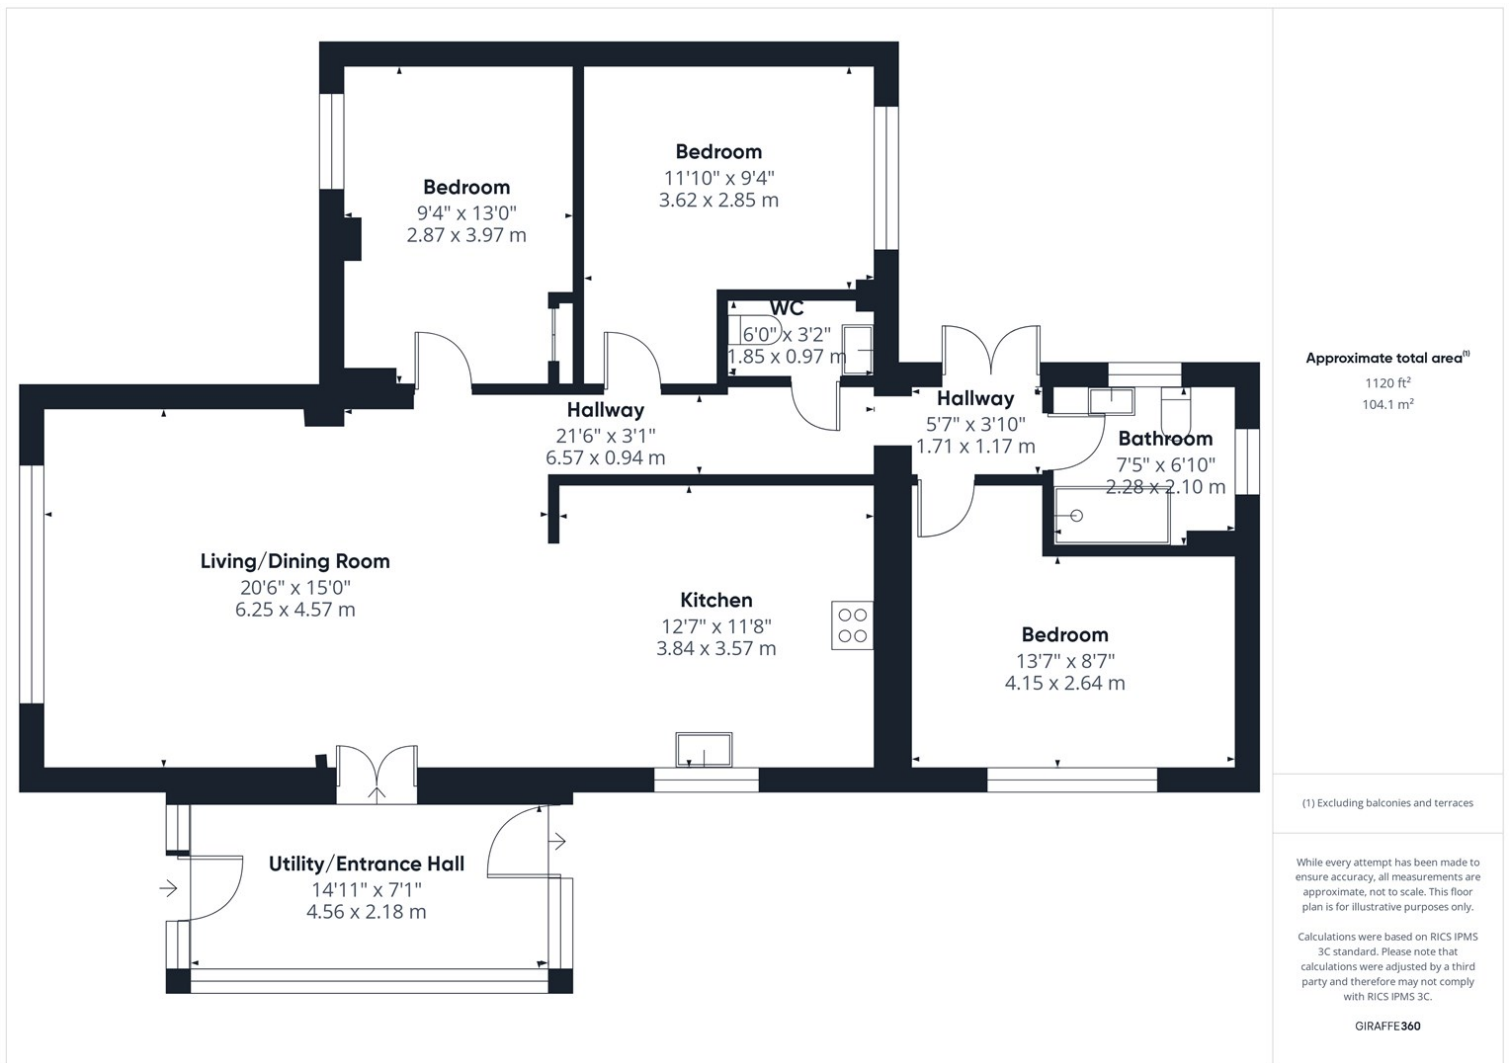 Bedroom
9'4" x 13'0"
2.87 x 3.97 m
Bedroom
11'10" x 9'4"
3.62 x 2.85 m
WC
6'0" x 3'2"
1.85 x 0.97 m
Hallway
21'6" x 3'1"
6.57 x 0.94 m
Hallway
5'7" x 3'10"
1.71 x 1.17 m
Bathroom
7'5" x 6'10"
2.28 x 2.10 m
Living/Dining Room
20'6" x 15'0"
6.25 x 4.57 m
Kitchen
12'7" x 11'8"
3.84 x 3.57 m
Bedroom
13'7" x 8'7"
4.15 x 2.64 m
Utility/Entrance Hall
14'11" x 7'1"
4.56 x 2.18 m
Approximate total area(1)
1120 ft²
104.1 m²
(1) Excluding balconies and terraces
While every attempt has been made to
ensure accuracy, all measurements are
approximate, not to scale. This floor
plan is for illustrative purposes only.
Calculations were based on RICS IPMS
3C standard. Please note that
calculations were adjusted by a third
party and therefore may not comply
with RICS IPMS 3C.
GIRAFFE360